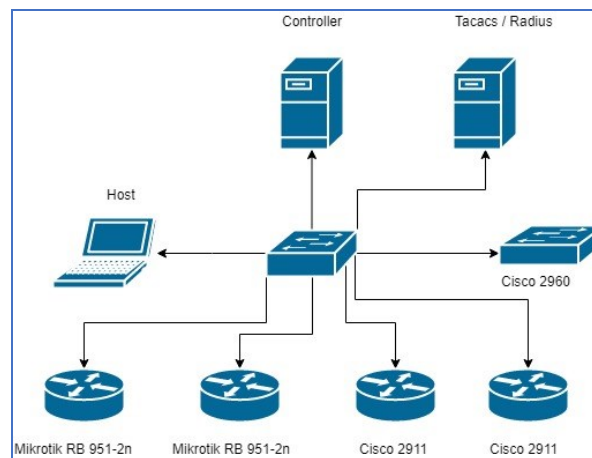 Controller
Tacacs / Radius
Host
Cisco 2960
Mikrotik RB 951-2n
Mikrotik RB 951-2n
Cisco 2911
Cisco 2911